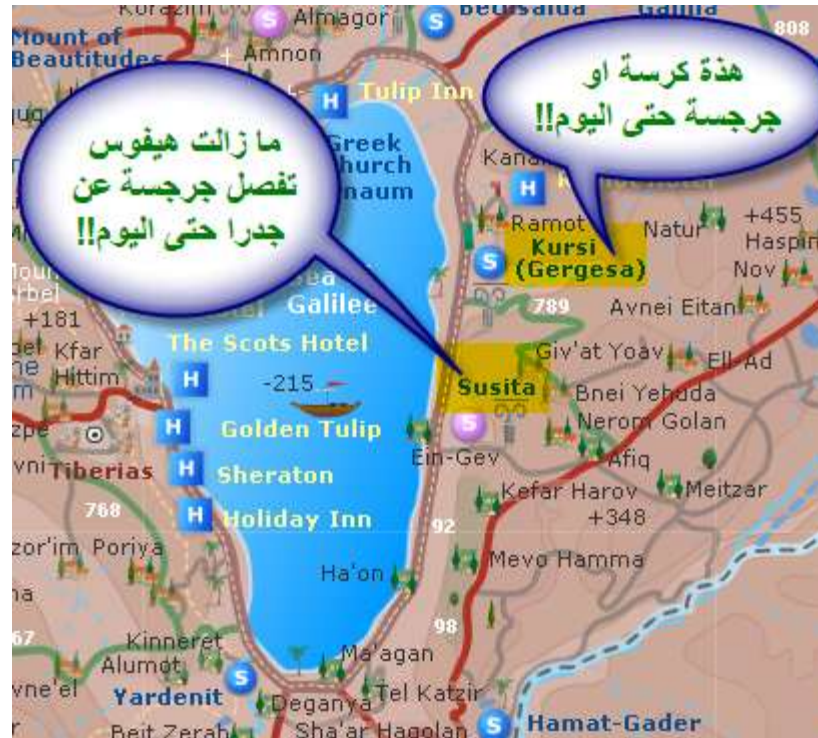 Korazim
Almagor
Bethsaida
Galilia
808
Mount of
Beautitudes
Amnon
هذة كرسة او
جرجسة حتى اليوم!!
Tulip Inn
ما زالت هيفوس
تفصل جرجسة عن
جدرا حتى اليوم!!
Greek
Church
Ramot
Natur
+455
Haspin
Kursi
(Gergesa)
Nov
Galilee
789
Avnei Eitan
+181
The Scots Hotel
Kfar
Hittim
Giv'at Yoav
Ell-Ad
-215
Susita
Bnei Yehuda
Nerom Golan
Golden Tulip
Ein-Gev
Afiq
Tiberias
Sheraton
Kefar Harov
Meitzar
768
Holiday Inn
+348
92
Poriya
Ha'on
Mevo Hamma
98
Kinneret
Alumot
Ma'agan
Yardenit
Deganya
Tel Katzir
Beit Zerah
Sha'ar Hagolan
Hamat-Gader